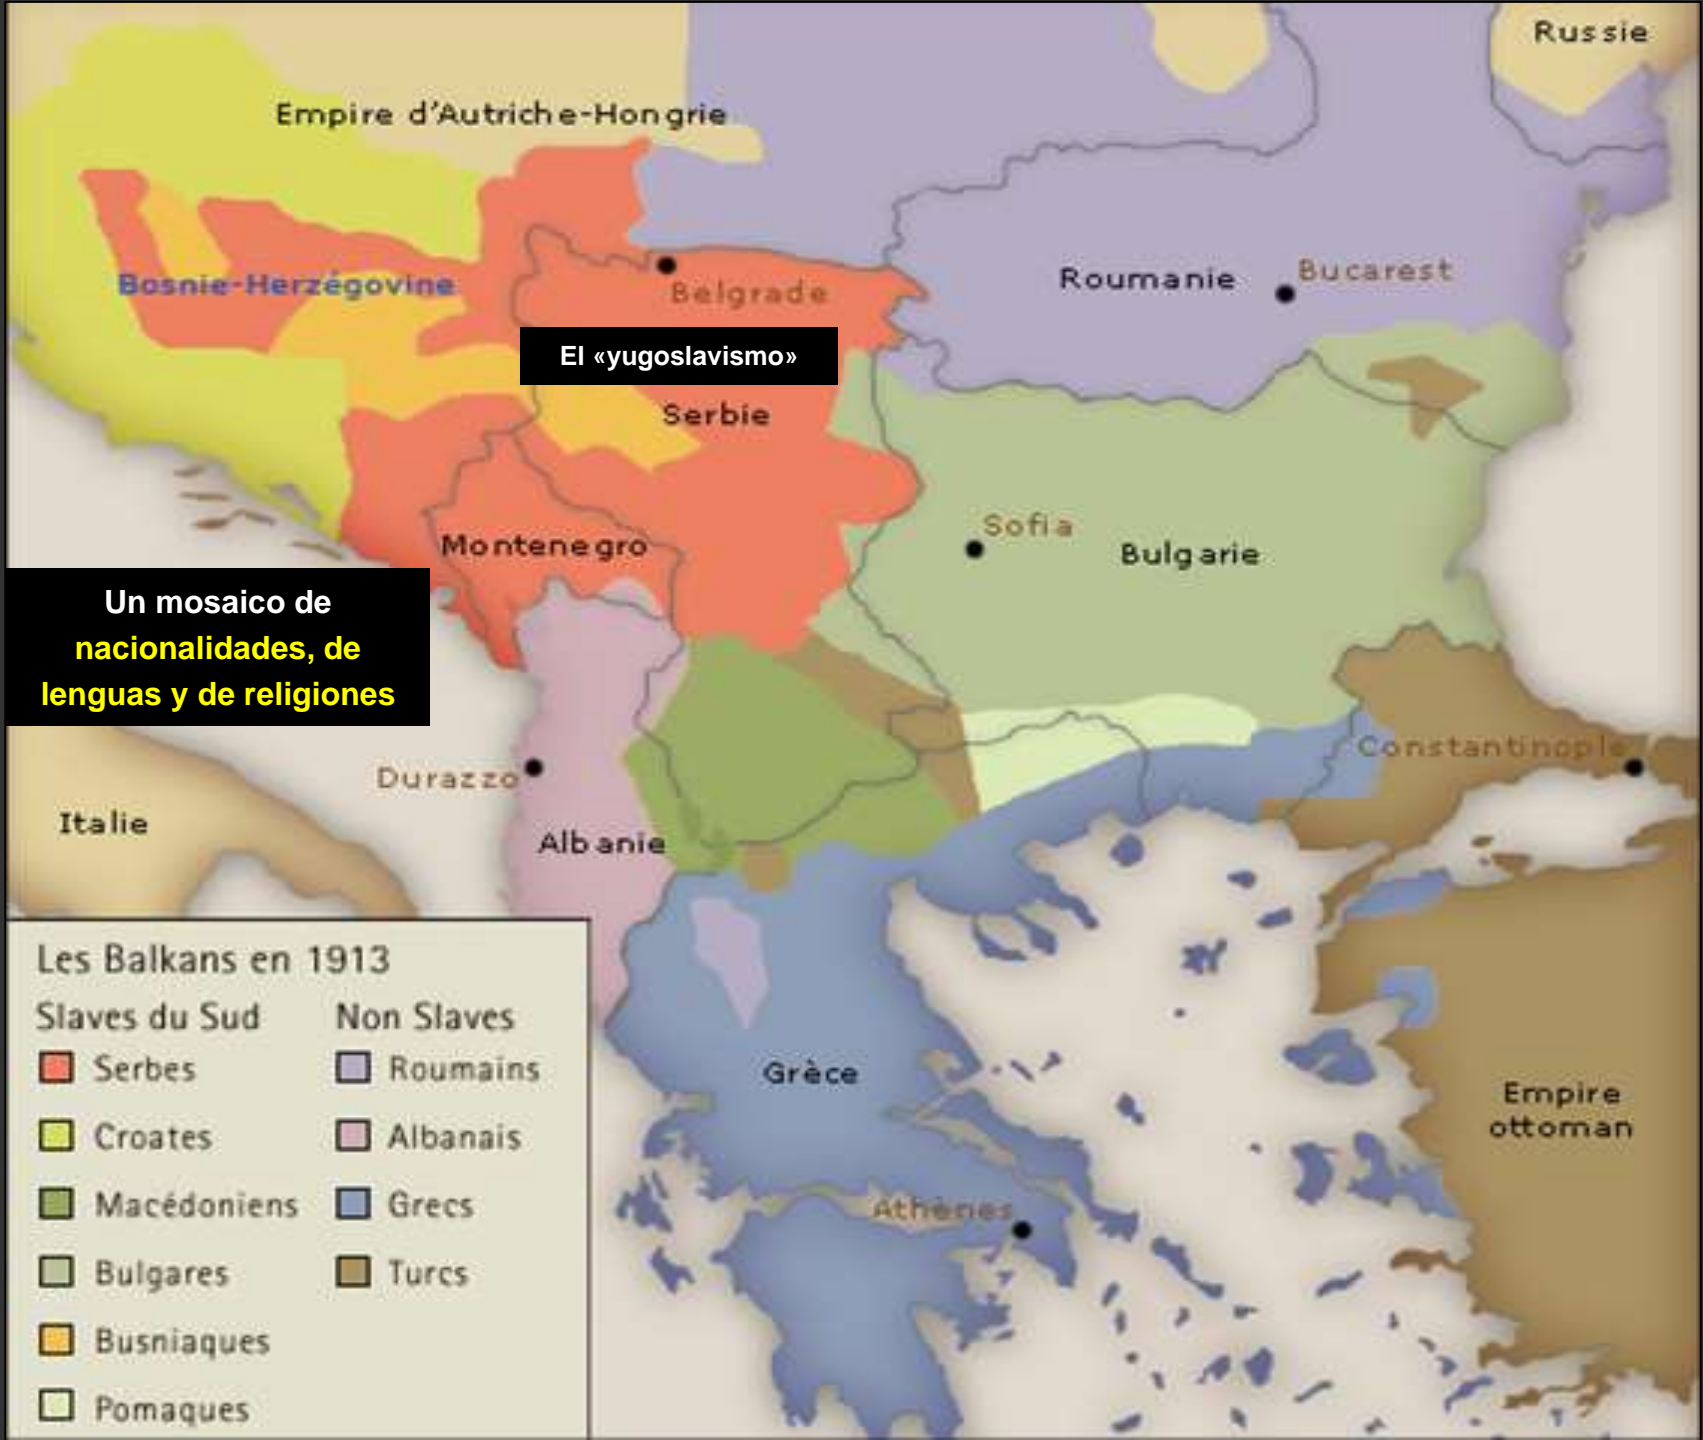 Russie
Empire d'Autriche-Hongrie
Bosnie-Herzégovine
Belgrade
Roumanie
Bucarest
El «yugoslavismo»
Serbie
Sofia
Bulgarie
Montenegro
Un mosaico de
nacionalidades, de
lenguas y de religiones
Constantinople
Durazzo
Italie
Albanie
Grèce
Empire
ottoman
Athènes
Les Balkans en 1913
Slaves du Sud
Serbes
Croates
Macédoniens
Bulgares
Busniaques
Pomaques
Non Slaves
Roumains
Albanais
Grecs
Turcs